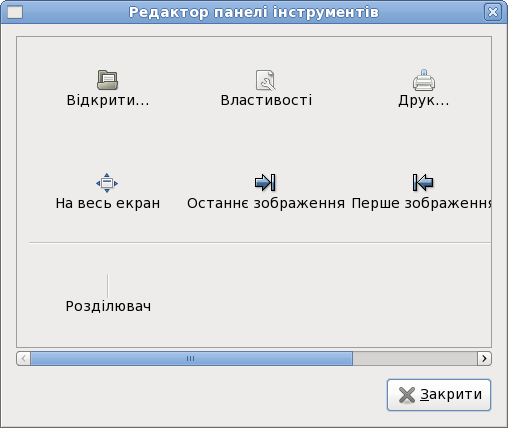 Редактор панелі інструментів
Відкрити...
Властивості
Друк...
На весь екран
Останнє зображення
Перше зображення
Розділювач
Закрити